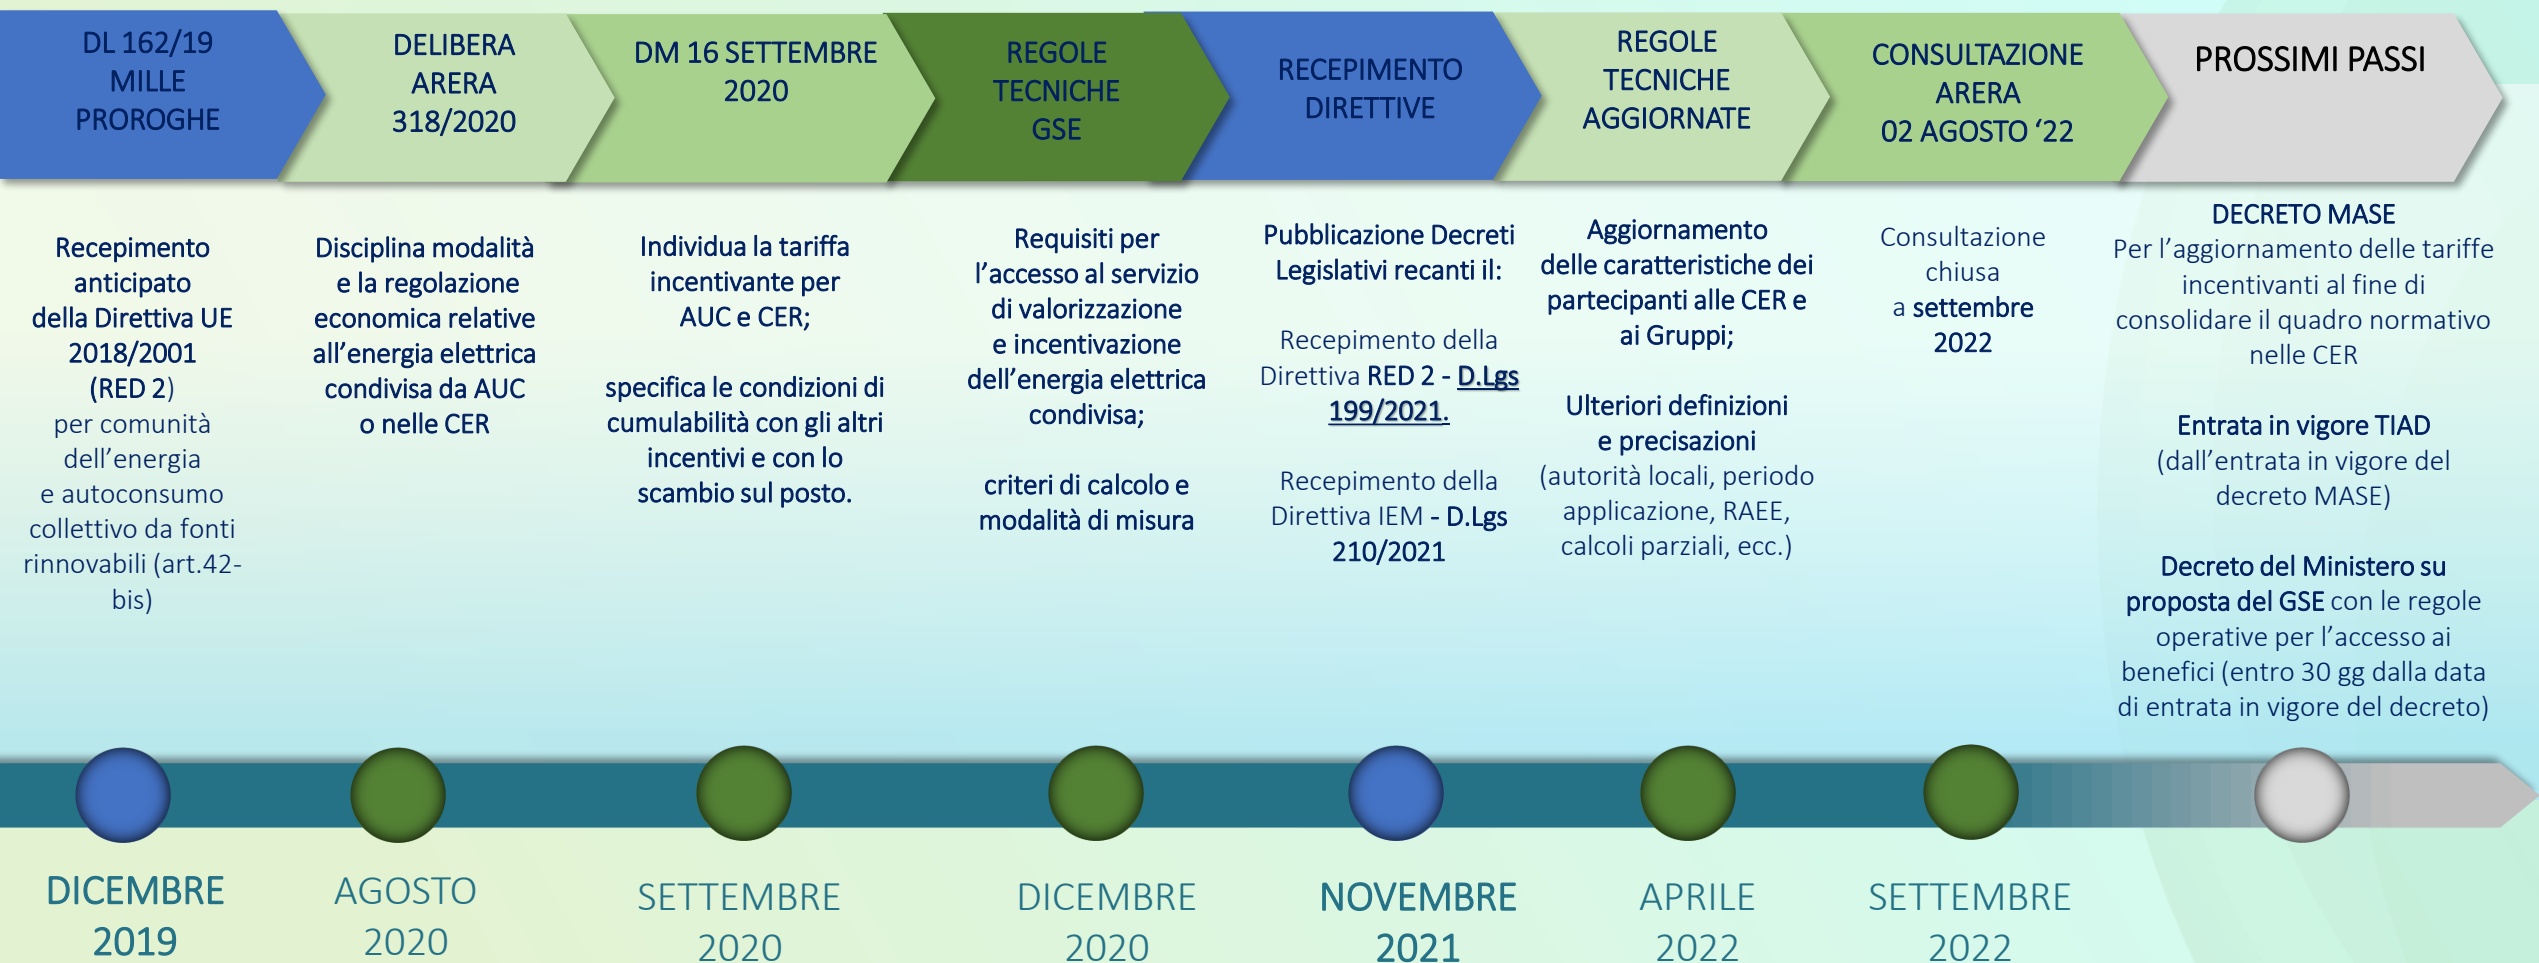 DL 162/19
MILLE
PROROGHE
DELIBERA
ARERA
318/2020
DM 16 SETTEMBRE
2020
REGOLE
TECNICHE
GSE
RECEPIMENTO
DIRETTIVE
REGOLE
TECNICHE
AGGIORNATE
CONSULTAZIONE
ARERA
02 AGOSTO ‘22
PROSSIMI PASSI
Recepimento
anticipato
della Direttiva UE
2018/2001
(RED 2)
per comunità
dell’energia
e autoconsumo
collettivo da fonti
rinnovabili (art.42-
bis)
Disciplina modalità
e la regolazione
economica relative
all’energia elettrica
condivisa da AUC
o nelle CER
Individua la tariffa
incentivante per
AUC e CER;
specifica le condizioni di
cumulabilità con gli altri
incentivi e con lo
scambio sul posto.
Requisiti per
l’accesso al servizio
di valorizzazione
e incentivazione
dell’energia elettrica
condivisa;
criteri di calcolo e
modalità di misura
Pubblicazione Decreti
Legislativi recanti il:
Recepimento della
Direttiva RED 2 - D.Lgs
199/2021.
Recepimento della
Direttiva IEM - D.Lgs
210/2021
Aggiornamento
delle caratteristiche dei
partecipanti alle CER e
ai Gruppi;
Ulteriori definizioni
e precisazioni
(autorità locali, periodo
applicazione, RAEE,
calcoli parziali, ecc.)
Consultazione
chiusa
a settembre
2022
DECRETO MASE
Per l’aggiornamento delle tariffe
incentivanti al fine di
consolidare il quadro normativo
nelle CER
Entrata in vigore TIAD
(dall’entrata in vigore del
decreto MASE)
Decreto del Ministero su
proposta del GSE con le regole
operative per l’accesso ai
benefici (entro 30 gg dalla data
di entrata in vigore del decreto)
DICEMBRE
2019
AGOSTO
2020
SETTEMBRE
2020
DICEMBRE
2020
NOVEMBRE
2021
APRILE
2022
SETTEMBRE
2022